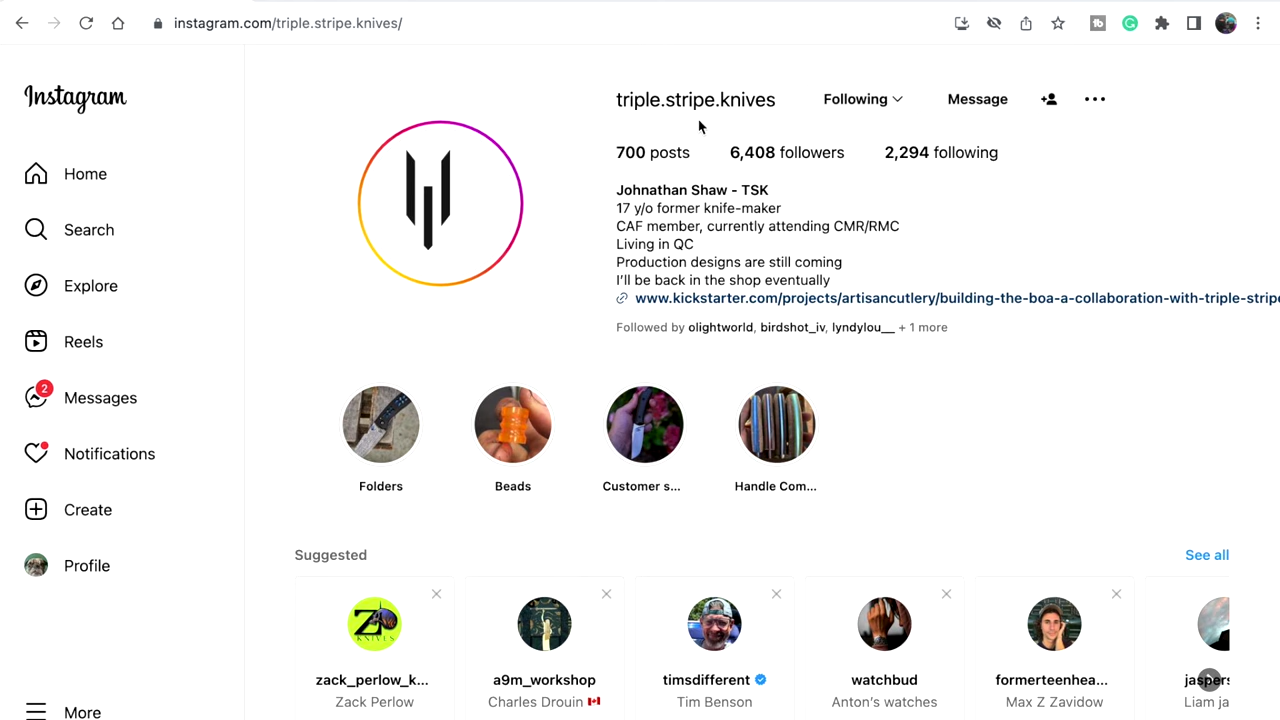 instagram.com/triple.stripe.knives/
Instagram
Home
Search
Explore
Reels
2
Messages
Notifications
Create
Profile
More
triple.stripe.knives
Following
Message
700 posts
6,408 followers
2,294 following
Johnathan Shaw - TSK
17 y/o former knife-maker
CAF member, currently attending CMR/RMC
Living in QC
Production designs are still coming
I'll be back in the shop eventually
www.kickstarter.com/projects/artisancutlery/building-the-boa-a-collaboration-with-triple-stripe
Followed by olightworld, birdshot_iv, lyndylou__ + 1 more
Folders
Beads
Customer s...
Handle Com...
Suggested
See all
ZP
KNIVES
zack_perlow_k...
Zack Perlow
a9m_workshop
Charles Drouin
timsdifferent
Tim Benson
watchbud
Anton's watches
formerteenhea...
Max Z Zavidow
Liam ja